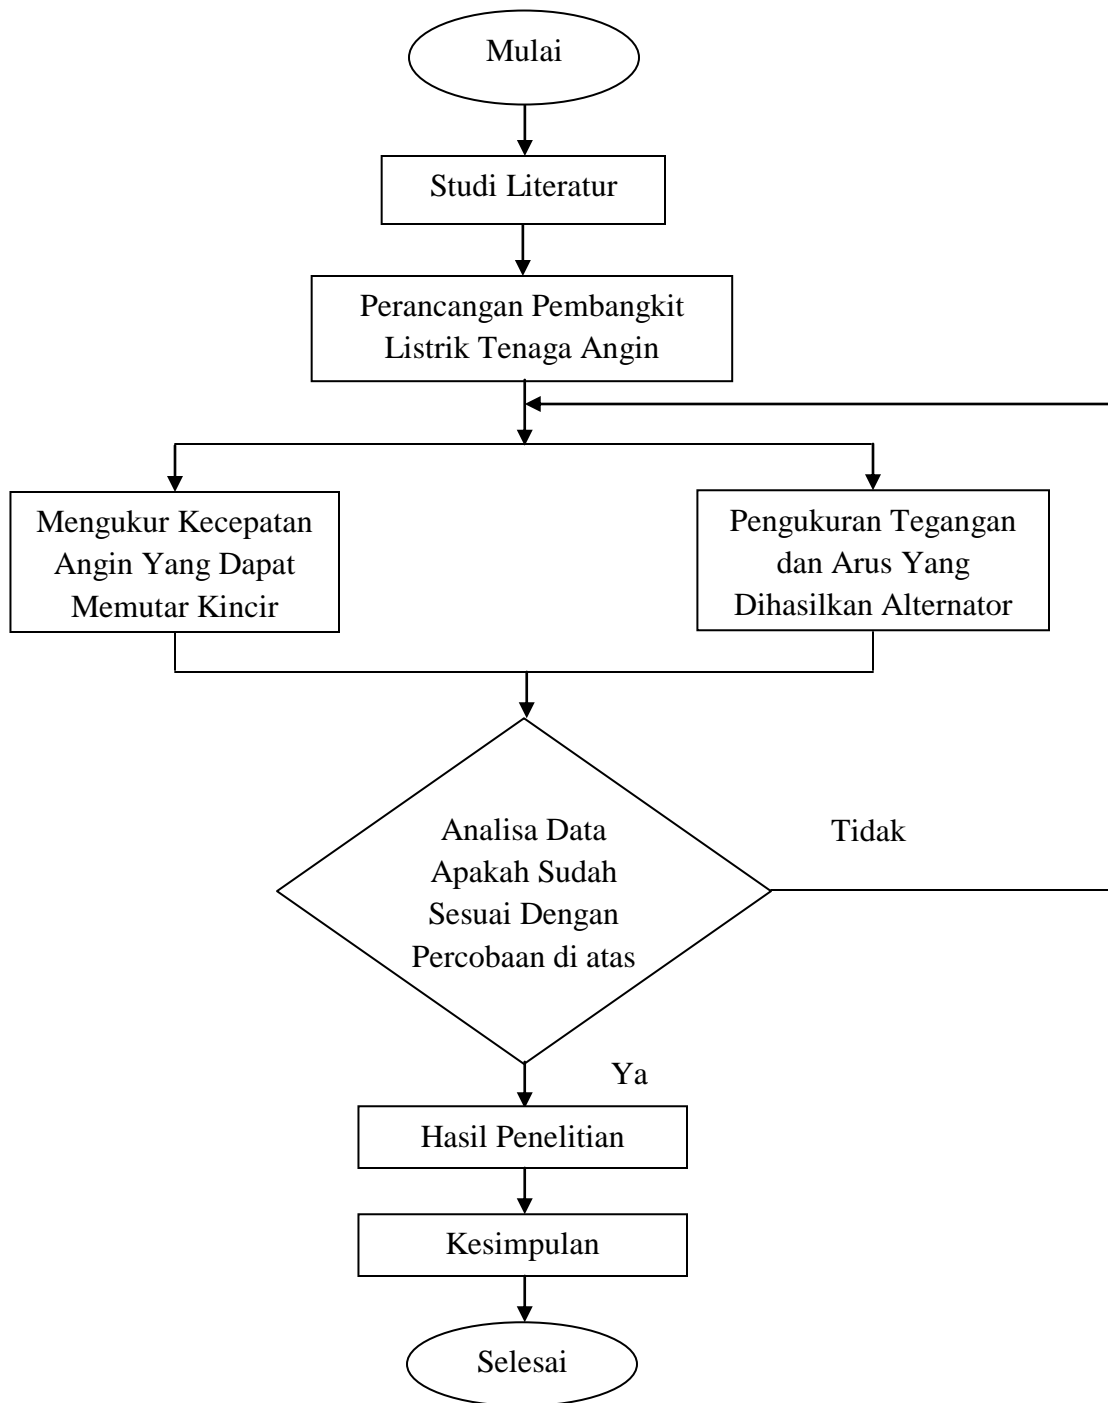 Mulai
Studi Literatur
Perancangan Pembangkit
Listrik Tenaga Angin
Mengukur Kecepatan
Angin Yang Dapat
Memutar Kincir
Pengukuran Tegangan
dan Arus Yang
Dihasilkan Alternator
Analisa Data
Apakah Sudah
Sesuai Dengan
Percobaan di atas
Tidak
Ya
Hasil Penelitian
Kesimpulan
Selesai